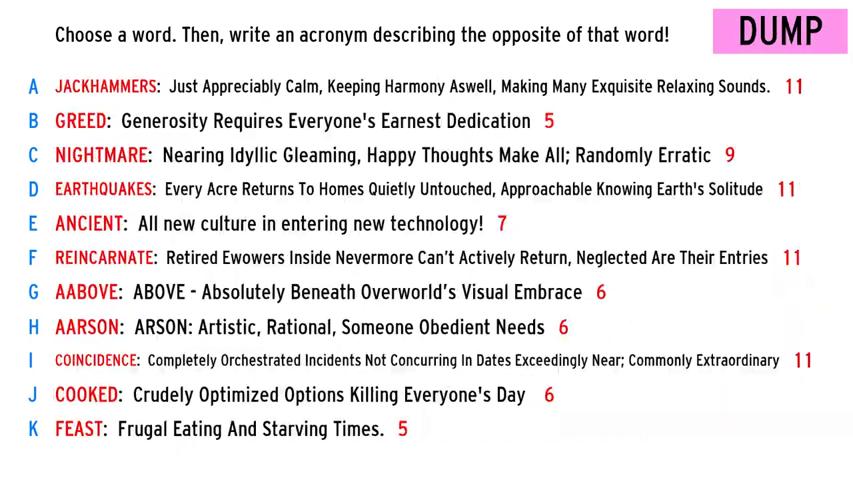 Choose a word. Then, write an acronym describing the opposite of that word!
DUMP
A JACKHAMMERS: Just Appreciably Calm, Keeping Harmony Aswell, Making Many Exquisite Relaxing Sounds. 11
B GREED: Generosity Requires Everyone's Earnest Dedication 5
C NIGHTMARE: Nearing Idyllic Gleaming, Happy Thoughts Make All; Randomly Erratic 9
D EARTHQUAKES: Every Acre Returns To Homes Quietly Untouched, Approachable Knowing Earth's Solitude 11
E ANCIENT: All new culture in entering new technology! 7
F REINCARNATE: Retired Ewowers Inside Nevermore Can't Actively Return, Neglected Are Their Entries 11
G AABOVE: ABOVE - Absolutely Beneath Overworld's Visual Embrace 6
H AARSON: ARSON: Artistic, Rational, Someone Obedient Needs 6
I COINCIDENCE: Completely Orchestrated Incidents Not Concurring In Dates Exceedingly Near; Commonly Extraordinary 11
J COOKED: Crudely Optimized Options Killing Everyone's Day 6
K FEAST: Frugal Eating And Starving Times. 5